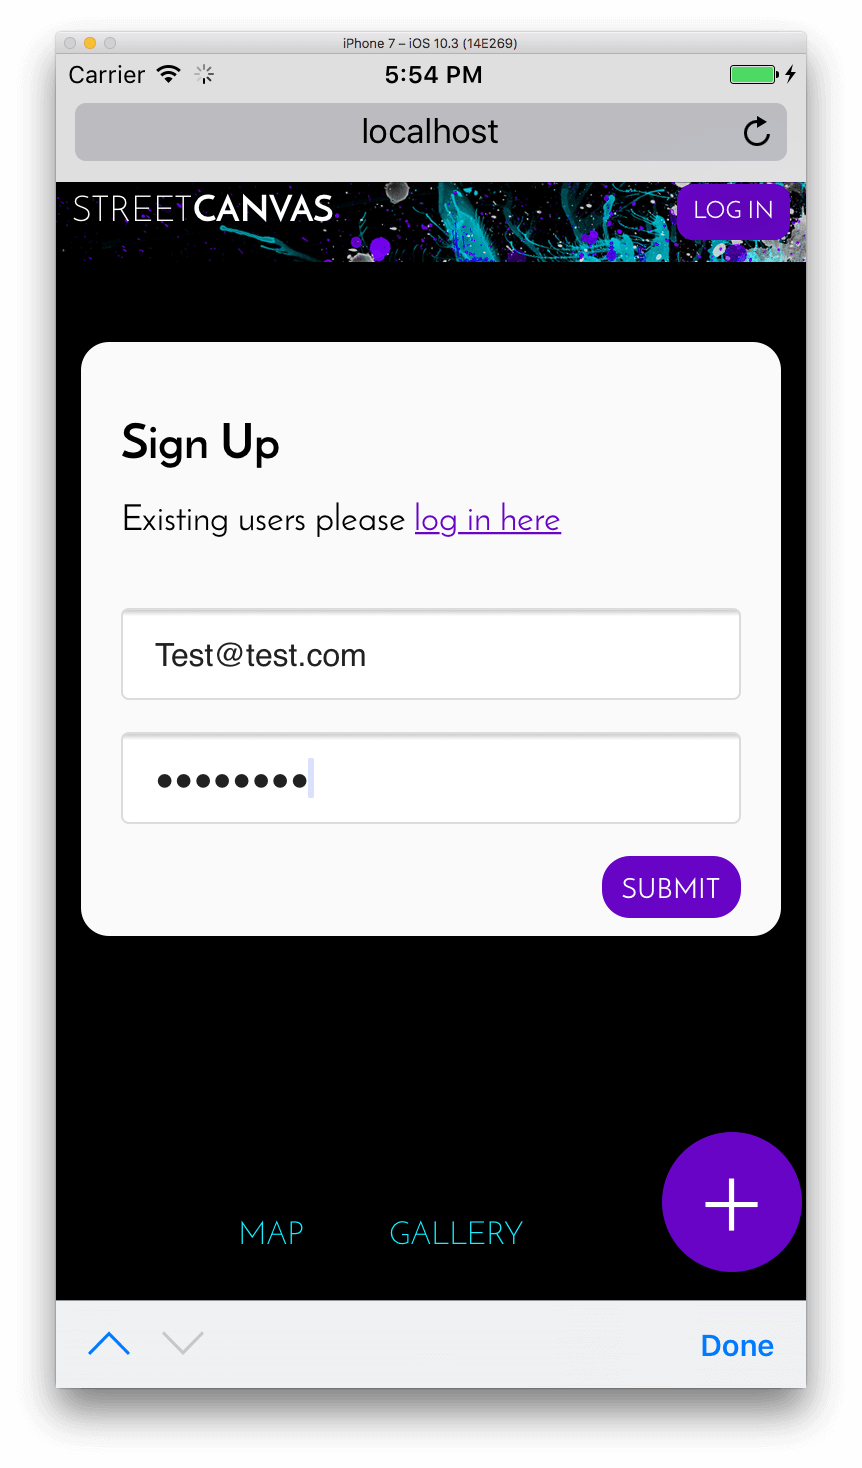 iPhone 7 – iOS 10.3 (14E269)
Carrier 5:54 PM
localhost
STREETCANVAS LOG IN
Sign Up
Existing users please log in here
Test@test.com
••••••••
SUBMIT
MAP GALLERY
Done